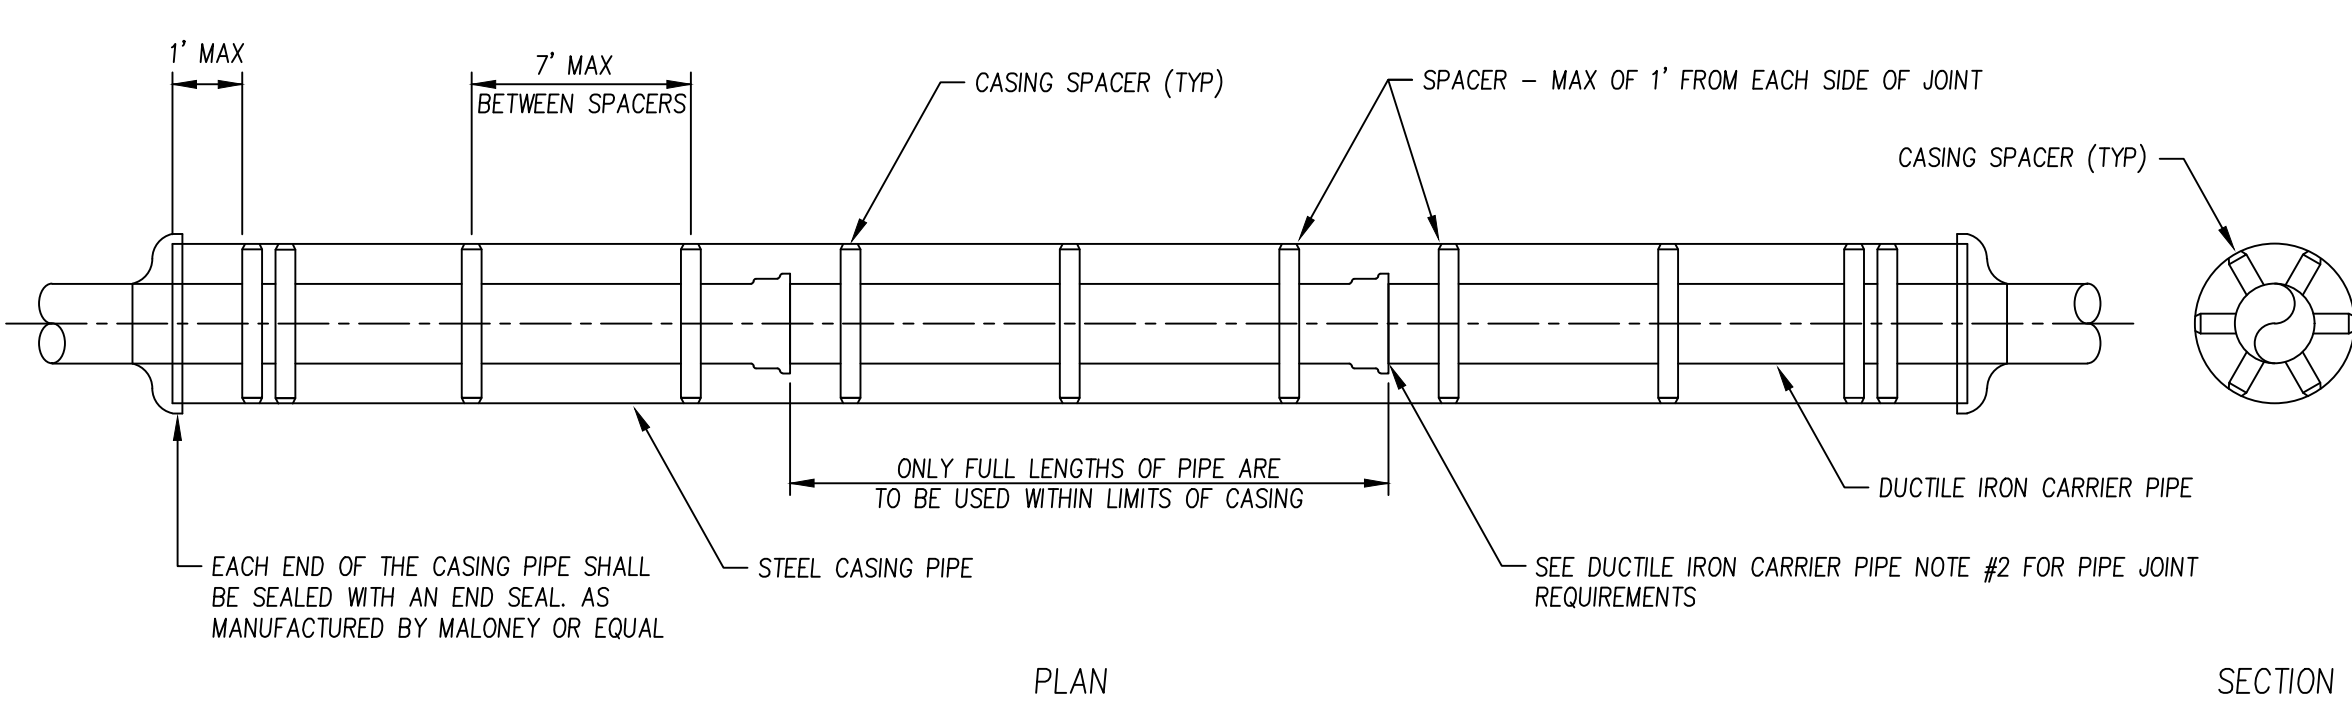 1' MAX
7' MAX
BETWEEN SPACERS
CASING SPACER (TYP)
SPACER – MAX OF 1' FROM EACH SIDE OF JOINT
CASING SPACER (TYP)
ONLY FULL LENGTHS OF PIPE ARE
TO BE USED WITHIN LIMITS OF CASING
DUCTILE IRON CARRIER PIPE
EACH END OF THE CASING PIPE SHALL
BE SEALED WITH AN END SEAL. AS
MANUFACTURED BY MALONEY OR EQUAL
STEEL CASING PIPE
SEE DUCTILE IRON CARRIER PIPE NOTE #2 FOR PIPE JOINT
REQUIREMENTS
PLAN
SECTION